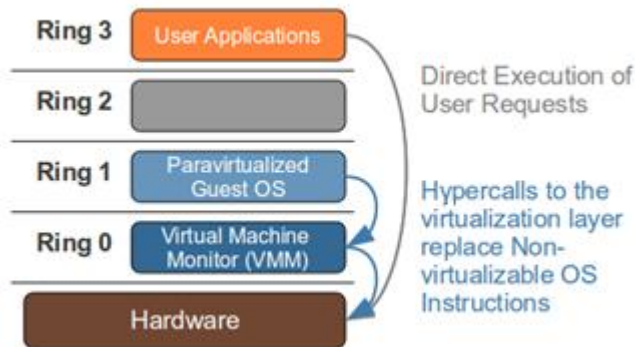 Ring 3
User Applications
Ring 2
Ring 1
Paravirtualized
Guest OS
Ring 0
Virtual Machine
Monitor (VMM)
Hardware
Direct Execution of
User Requests
Hypercalls to the
virtualization layer
replace Non-
virtualizable OS
Instructions